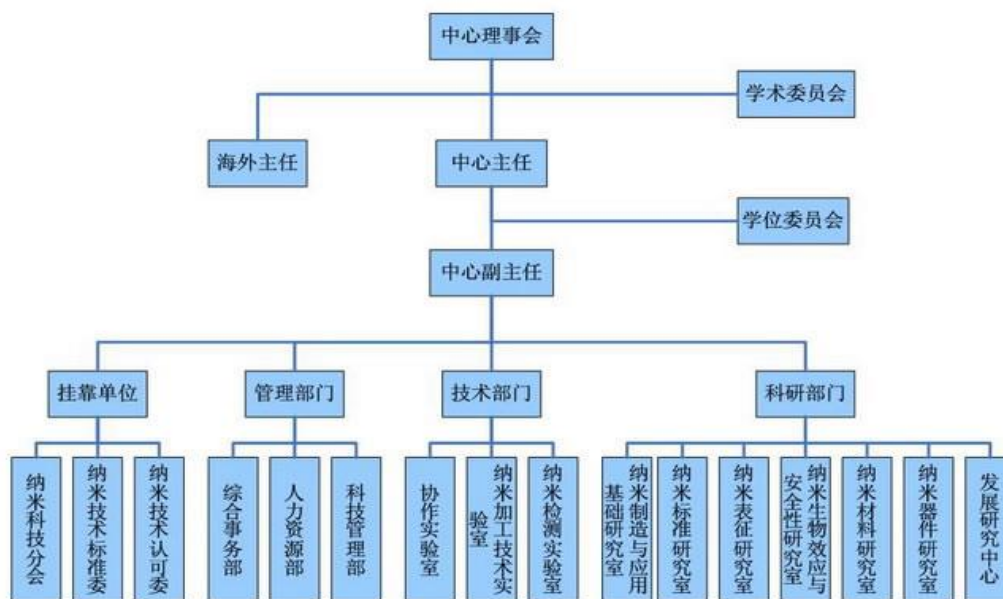 中心理事会
学术委员会
海外主任
中心主任
学位委员会
中心副主任
挂靠单位
管理部门
技术部门
科研部门
纳米科技分会
纳米技术标准委
纳米技术认可委
综合事务部
人力资源部
科技管理部
协作实验室
纳米加工技术实
验室
纳米检测实验室
纳米制造与应用
基础研究室
纳米标准研究室
纳米表征研究室
纳米生物效应与
安全性研究室
纳米材料研究室
纳米器件研究室
发展研究中心